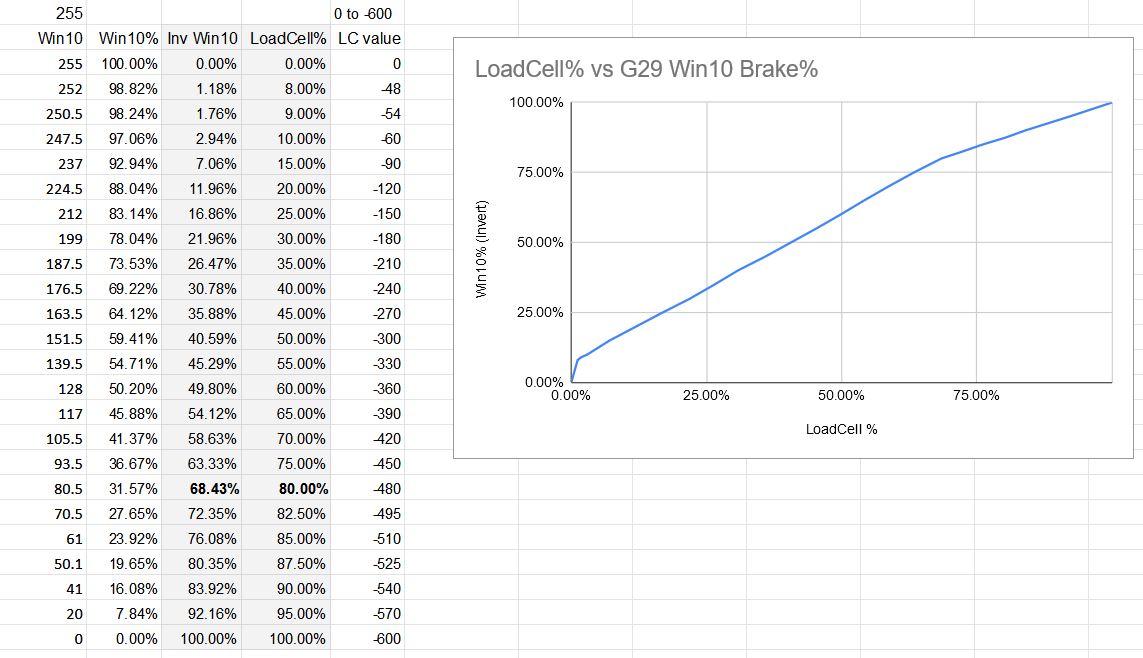 255 0 to -600
Win10 Win10% Inv Win10 LoadCell% LC value
255 100.00% 0.00% 0.00% 0
252 98.82% 1.18% 8.00% -48
250.5 98.24% 1.76% 9.00% -54
247.5 97.06% 2.94% 10.00% -60
237 92.94% 7.06% 15.00% -90
224.5 88.04% 11.96% 20.00% -120
212 83.14% 16.86% 25.00% -150
199 78.04% 21.96% 30.00% -180
187.5 73.53% 26.47% 35.00% -210
176.5 69.22% 30.78% 40.00% -240
163.5 64.12% 35.88% 45.00% -270
151.5 59.41% 40.59% 50.00% -300
139.5 54.71% 45.29% 55.00% -330
128 50.20% 49.80% 60.00% -360
117 45.88% 54.12% 65.00% -390
105.5 41.37% 58.63% 70.00% -420
93.5 36.67% 63.33% 75.00% -450
80.5 31.57% 68.43% 80.00% -480
70.5 27.65% 72.35% 82.50% -495
61 23.92% 76.08% 85.00% -510
50.1 19.65% 80.35% 87.50% -525
41 16.08% 83.92% 90.00% -540
20 7.84% 92.16% 95.00% -570
0 0.00% 100.00% 100.00% -600
LoadCell% vs G29 Win10 Brake%
Win10% (Invert)
100.00%
75.00%
50.00%
25.00%
0.00%
0.00% 25.00% 50.00% 75.00%
LoadCell %